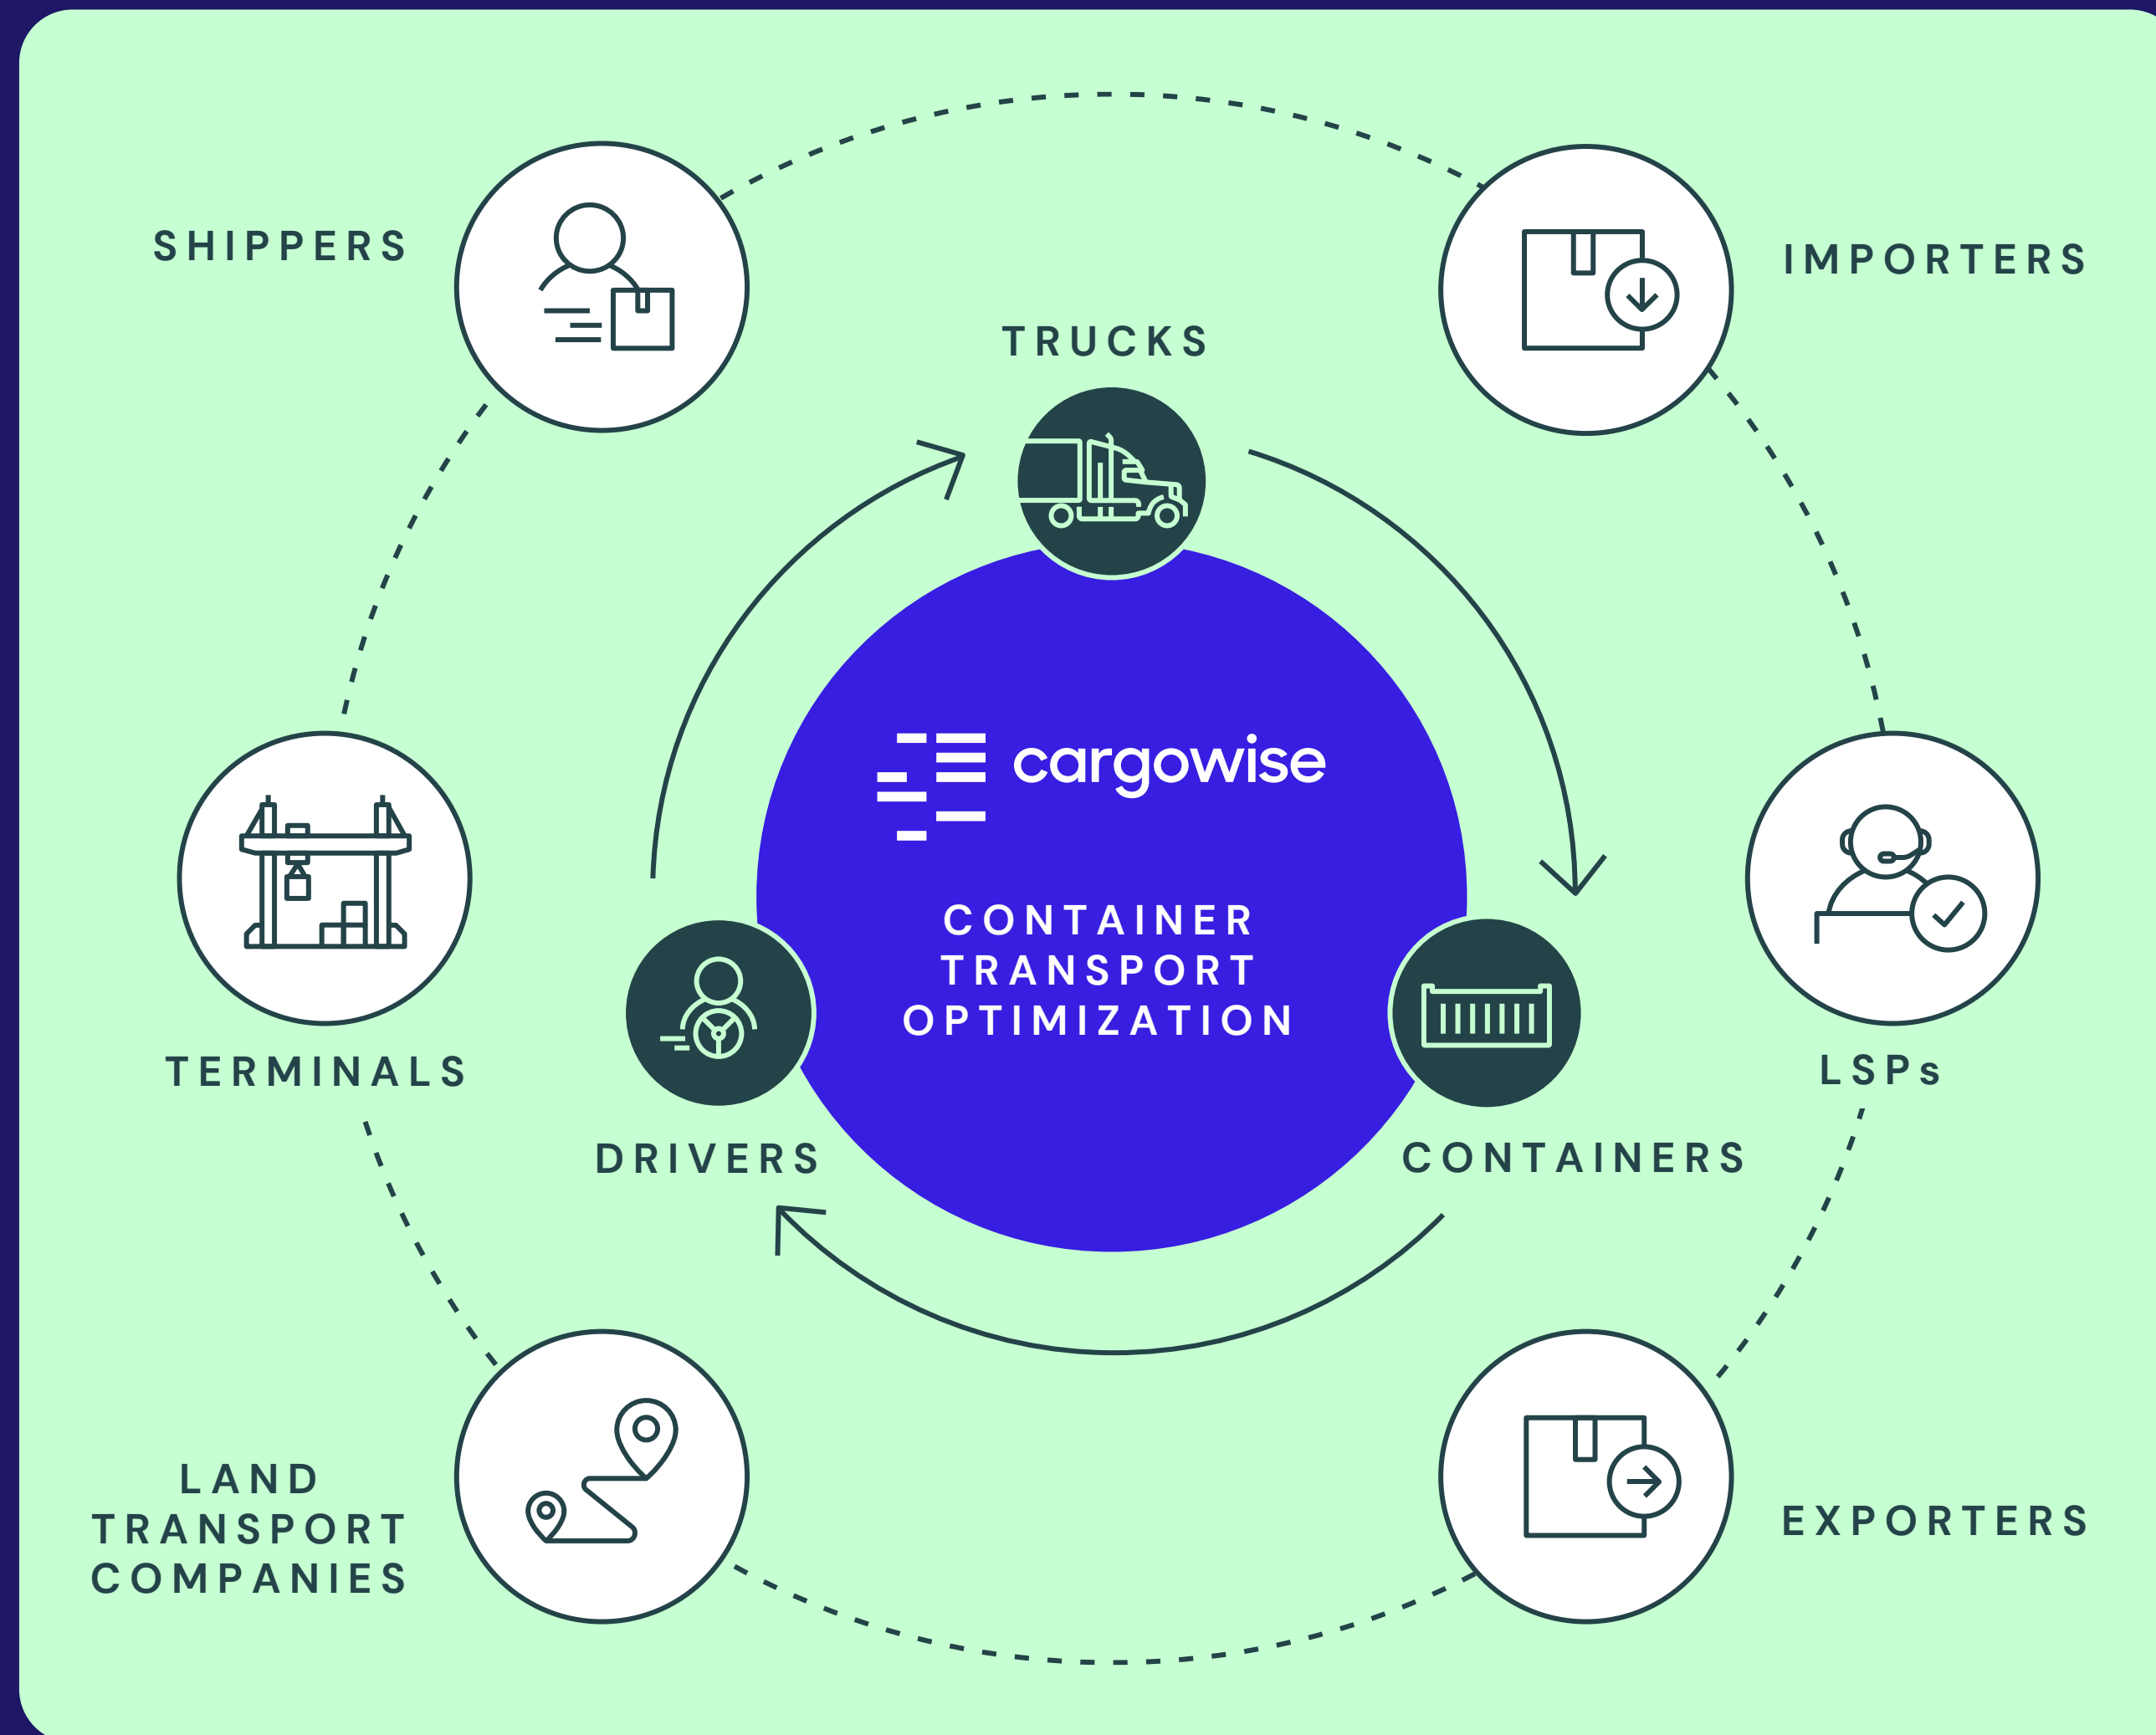 SHIPPERS
IMPORTERS
TRUCKS
cargowise
CONTAINER
TRANSPORT
OPTIMIZATION
TERMINALS
LSPs
DRIVERS
CONTAINERS
LAND
TRANSPORT
COMPANIES
EXPORTERS